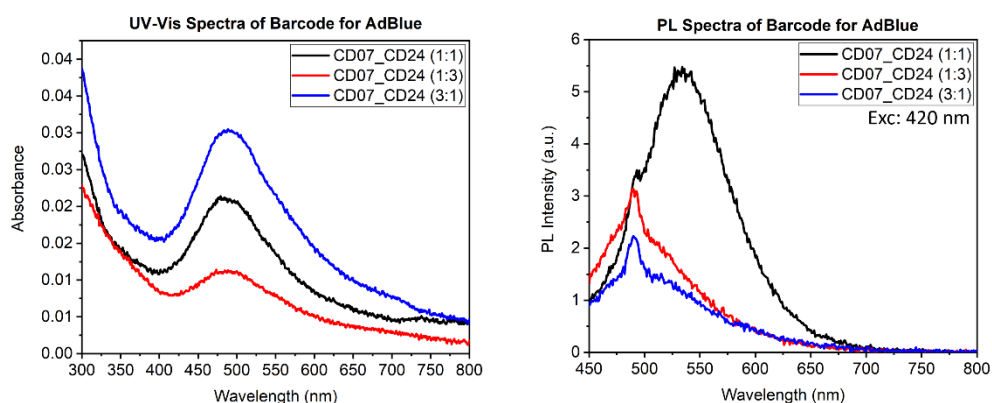 UV-Vis Spectra of Barcode for AdBlue
CD07_CD24 (1:1)
CD07_CD24 (1:3)
CD07_CD24 (3:1)
0.04
0.04
0.03
0.03
0.02
0.02
0.01
0.01
0.00
Absorbance
300 350 400 450 500 550 600 650 700 750 800
Wavelength (nm)
PL Spectra of Barcode for AdBlue
CD07_CD24 (1:1)
CD07_CD24 (1:3)
CD07_CD24 (3:1)
Exc: 420 nm
6
5
4
3
2
1
0
PL Intensity (a.u.)
450 500 550 600 650 700 750 800
Wavelength (nm)